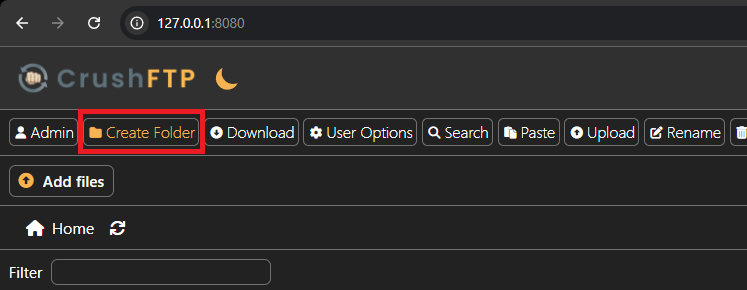 127.0.0.1:8080
CrushFTP
Admin Create Folder Download User Options Search Paste Upload Rename
Add files
Home
Filter